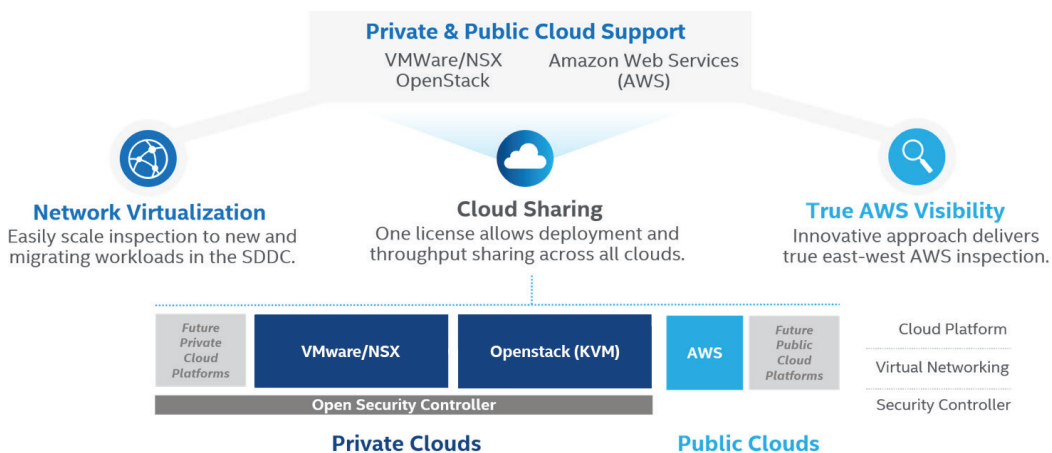 Private & Public Cloud Support
VMWare/NSX
OpenStack
Amazon Web Services
(AWS)
Network Virtualization
Easily scale inspection to new and
migrating workloads in the SDDC.
Cloud Sharing
One license allows deployment and
throughput sharing across all clouds.
True AWS Visibility
Innovative approach delivers
true east-west AWS inspection.
Future
Private
Cloud
Platforms
VMware/NSX
Openstack (KVM)
AWS
Future
Public
Cloud
Platforms
Cloud Platform
Virtual Networking
Security Controller
Open Security Controller
Private Clouds
Public Clouds